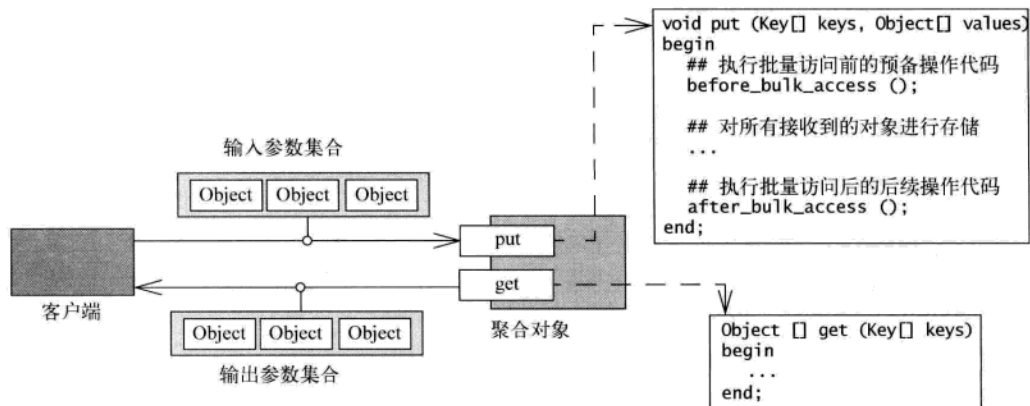 void put (Key[] keys, Object[] values)
begin
## 执行批量访问前的预备操作代码
before_bulk_access ();
## 对所有接收到的对象进行存储
...
## 执行批量访问后的后续操作代码
after_bulk_access ();
end;
输入参数集合
Object Object Object
put
get
客户端
聚合对象
Object Object Object
输出参数集合
Object [] get (Key[] keys)
begin
...
end;